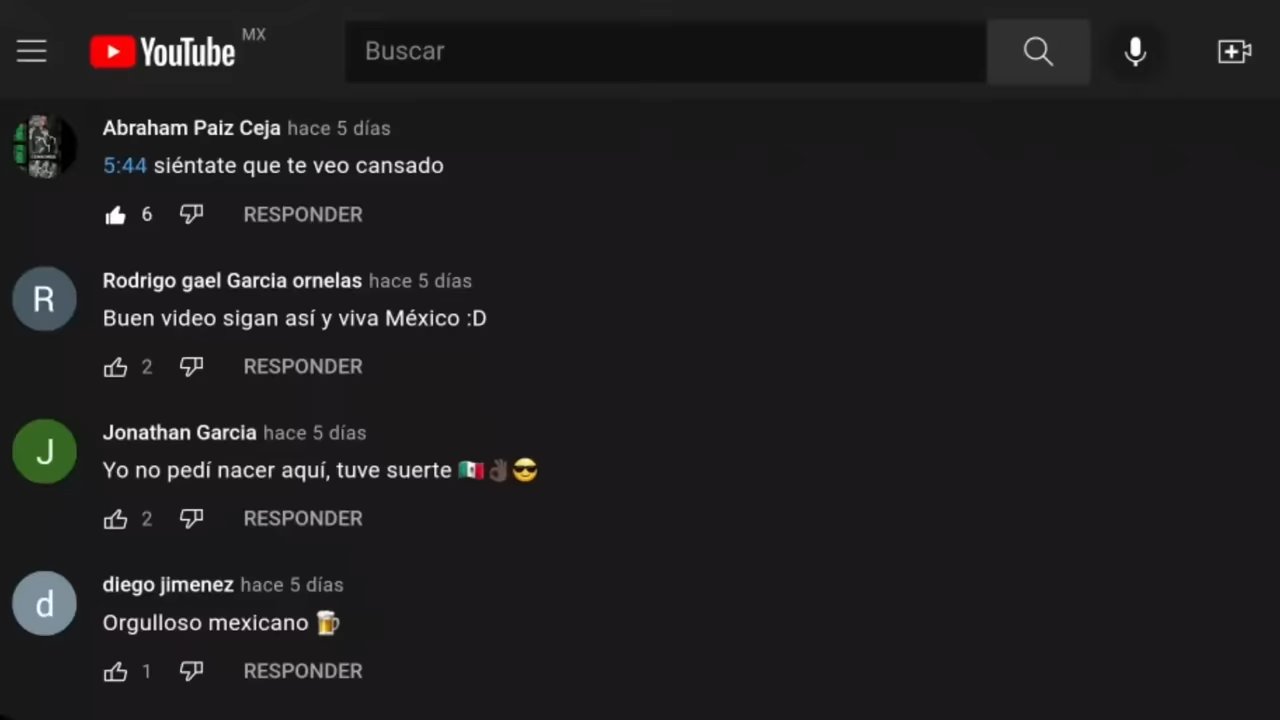 YouTube MX
Buscar
Abraham Paiz Ceja hace 5 días
5:44 siéntate que te veo cansado
6 RESPONDER
R
Rodrigo gael Garcia ornelas hace 5 días
Buen video sigan así y viva México :D
2 RESPONDER
J
Jonathan Garcia hace 5 días
Yo no pedí nacer aquí, tuve suerte 🇲🇽👌🏿😎
2 RESPONDER
d
diego jimenez hace 5 días
Orgulloso mexicano 🍺
1 RESPONDER